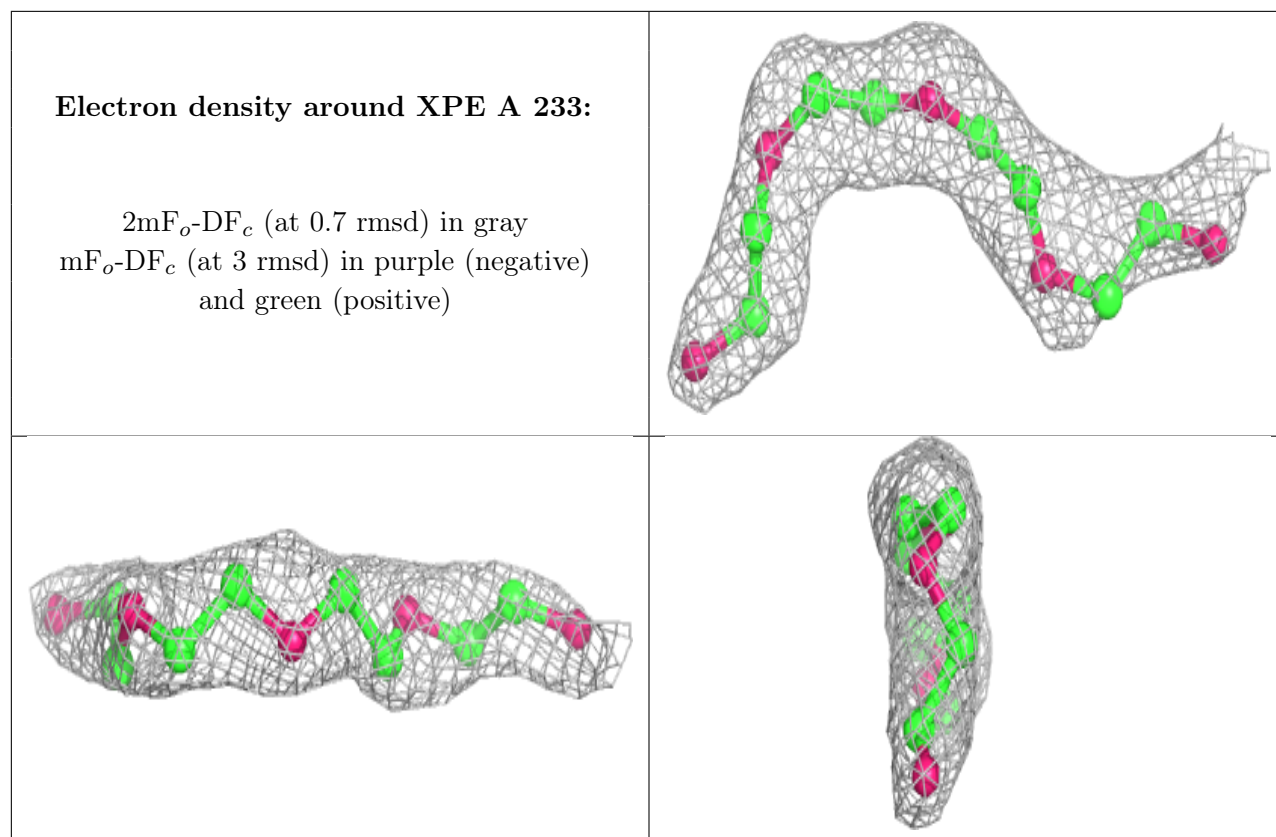 Electron density around XPE A 233:
2mFo-DFc (at 0.7 rmsd) in gray
mFo-DFc (at 3 rmsd) in purple (negative)
and green (positive)